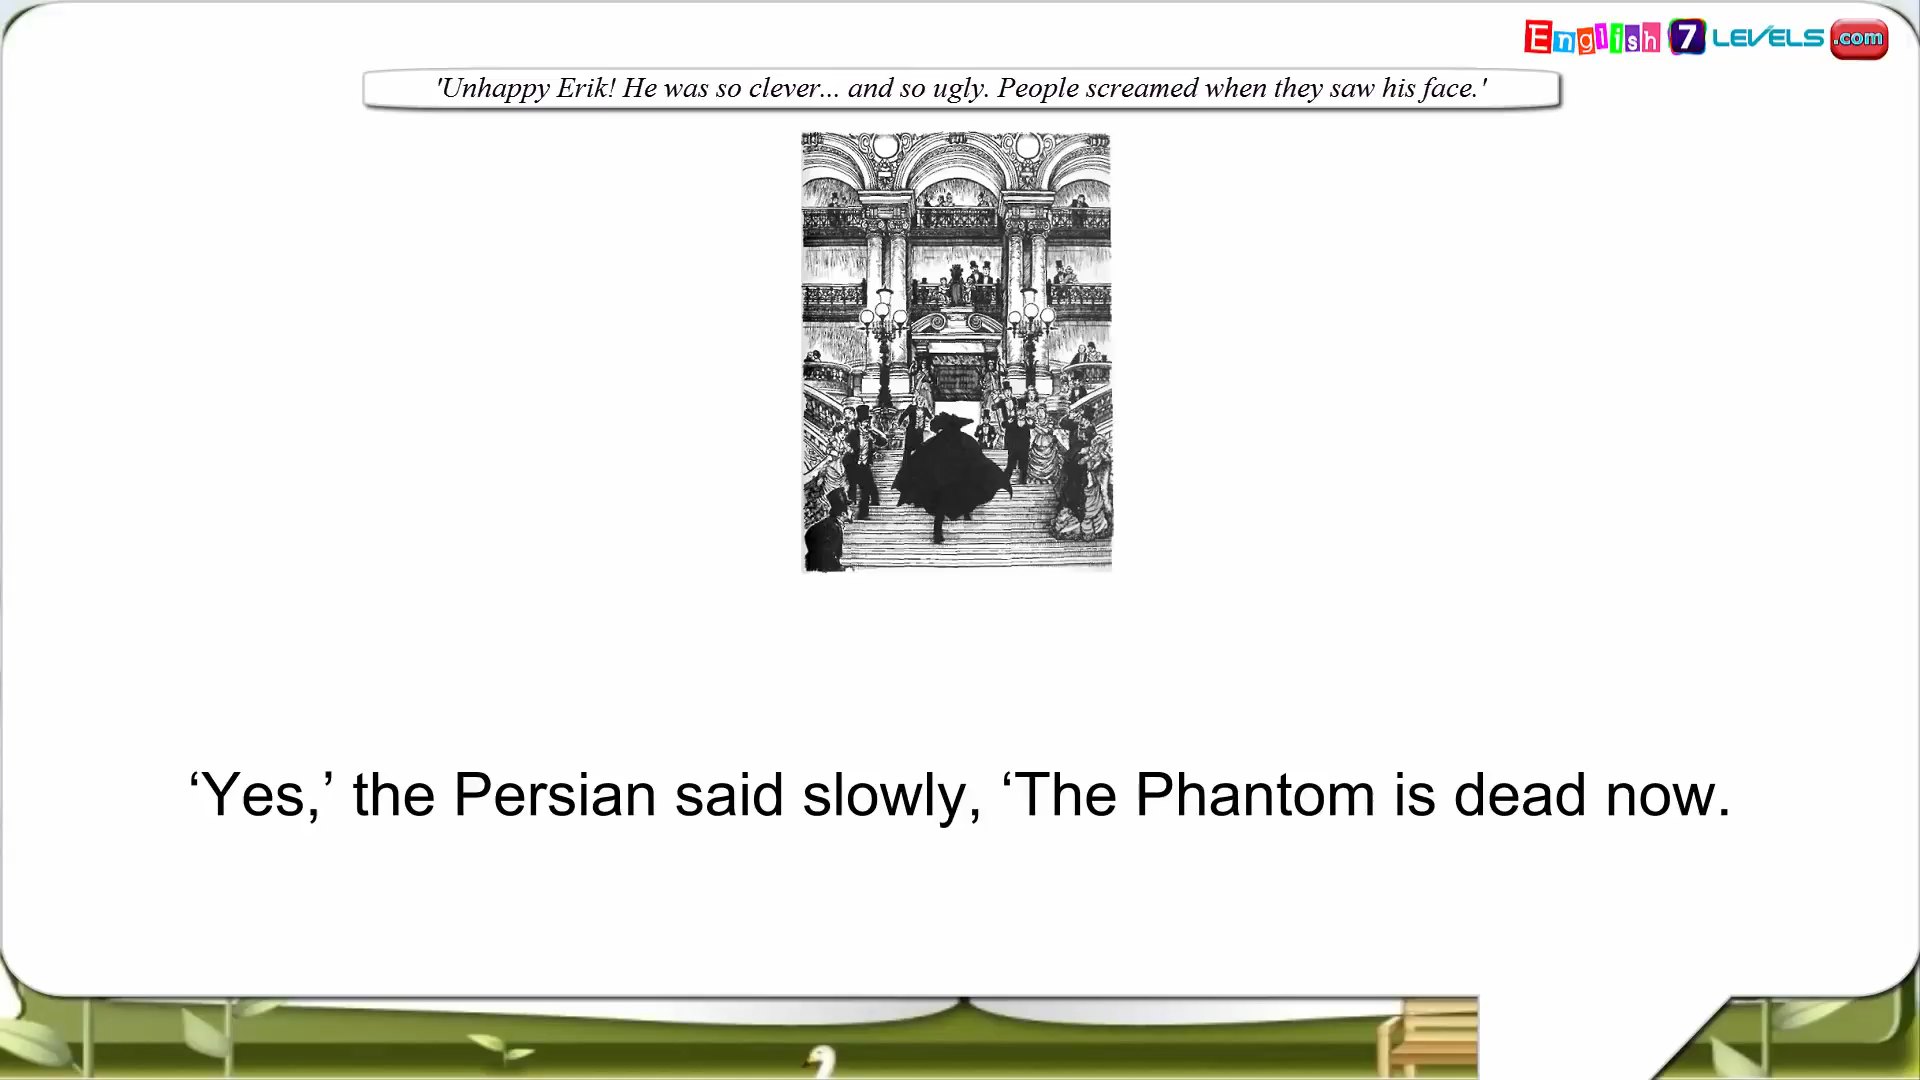 English 7 LEVELS .com
'Unhappy Erik! He was so clever... and so ugly. People screamed when they saw his face.'
‘Yes,’ the Persian said slowly, ‘The Phantom is dead now.